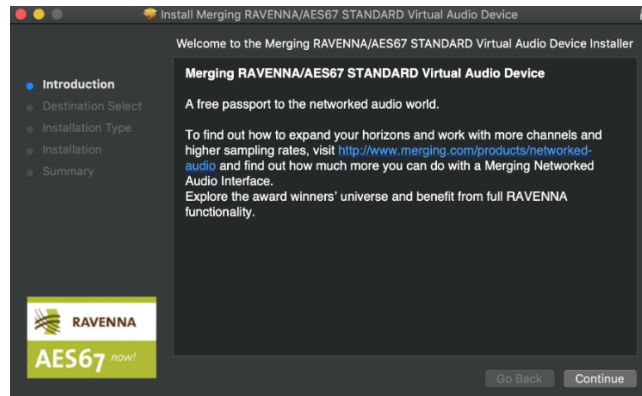 Install Merging RAVENNA/AES67 STANDARD Virtual Audio Device
Welcome to the Merging RAVENNA/AES67 STANDARD Virtual Audio Device Installer
Introduction
Destination Select
Installation Type
Installation
Summary
Merging RAVENNA/AES67 STANDARD Virtual Audio Device
A free passport to the networked audio world.
To find out how to expand your horizons and work with more channels and
higher sampling rates, visit http://www.merging.com/products/networked-
audio and find out how much more you can do with a Merging Networked
Audio Interface.
Explore the award winners' universe and benefit from full RAVENNA
functionality.
RAVENNA
AES67 now!
Go Back
Continue